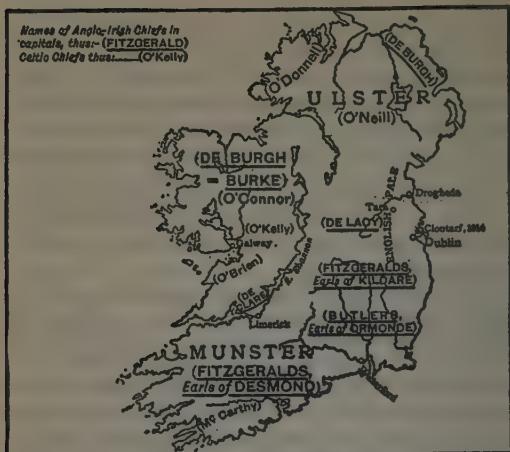 Names of Anglo-Irish Chiefs in
capitals, thus:- (FITZGERALD)
Celtic Chiefs thus:......(O'Kelly)
(DE BURGH)
(O'Donnell)
ULSTER
(O'Neill)
(DE BURGH
= BURKE)
(O'Connor)
(O'Kelly)
Galway
(O'Brien)
(DE CLARE)
R. Shannon
Limerick
ENGLISH PALE
Drogheda
Tara
(DE LACY)
Clontarf, 1014
Dublin
(FITZGERALDS,
Earls of KILDARE)
(BUTLERS,
Earls of ORMONDE)
MUNSTER
(FITZGERALDS
Earls of DESMOND)
(McCarthy)